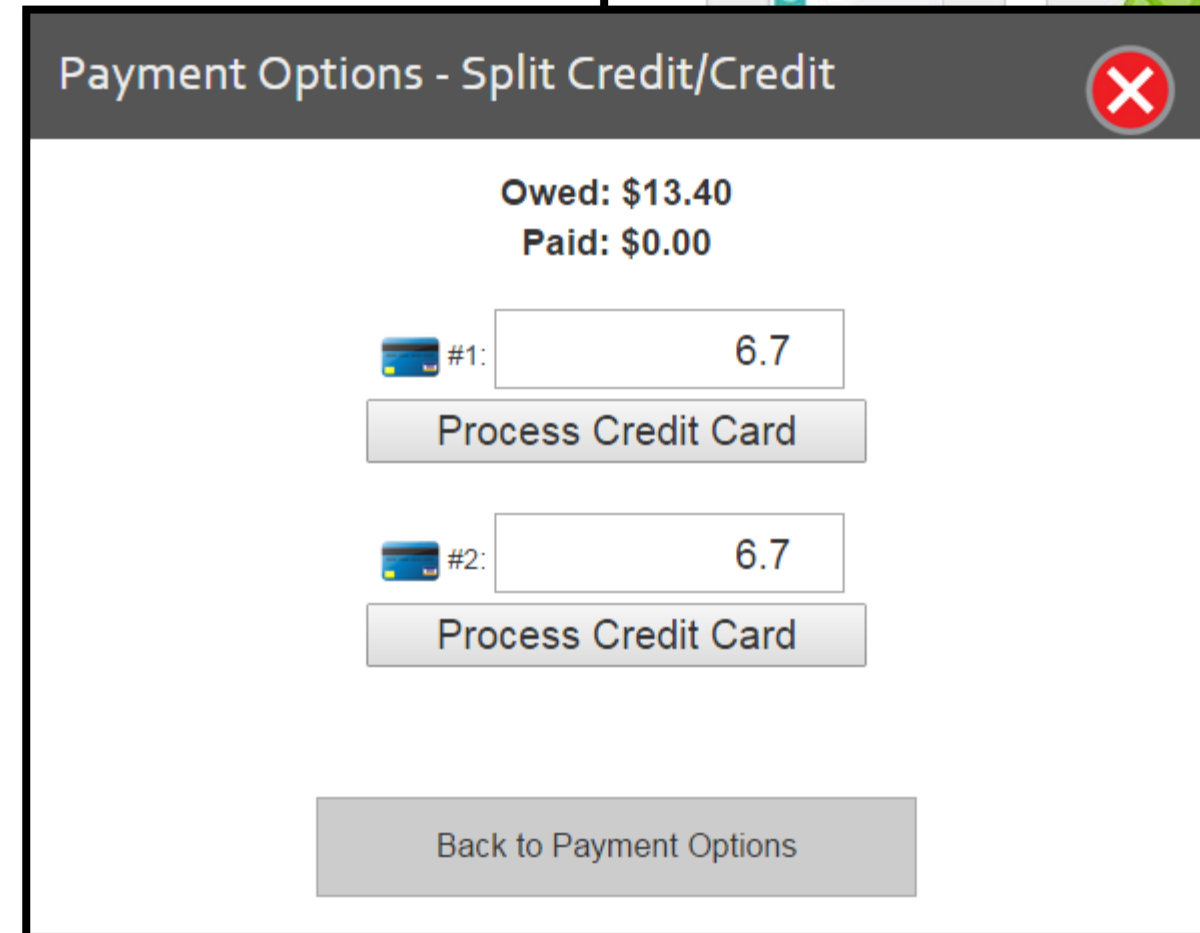 Payment Options - Split Credit/Credit
Owed: $13.40
Paid: $0.00
#1: 6.7
Process Credit Card
#2: 6.7
Process Credit Card
Back to Payment Options